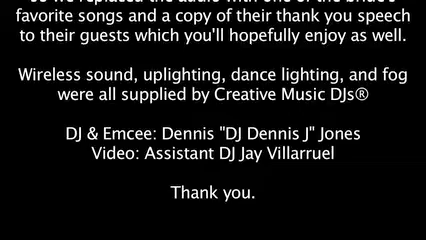 so we replaced the audio with one of the bride's
favorite songs and a copy of their thank you speech
to their guests which you'll hopefully enjoy as well.
Wireless sound, uplighting, dance lighting, and fog
were all supplied by Creative Music DJs®
DJ & Emcee: Dennis "DJ Dennis J" Jones
Video: Assistant DJ Jay Villarruel
Thank you.